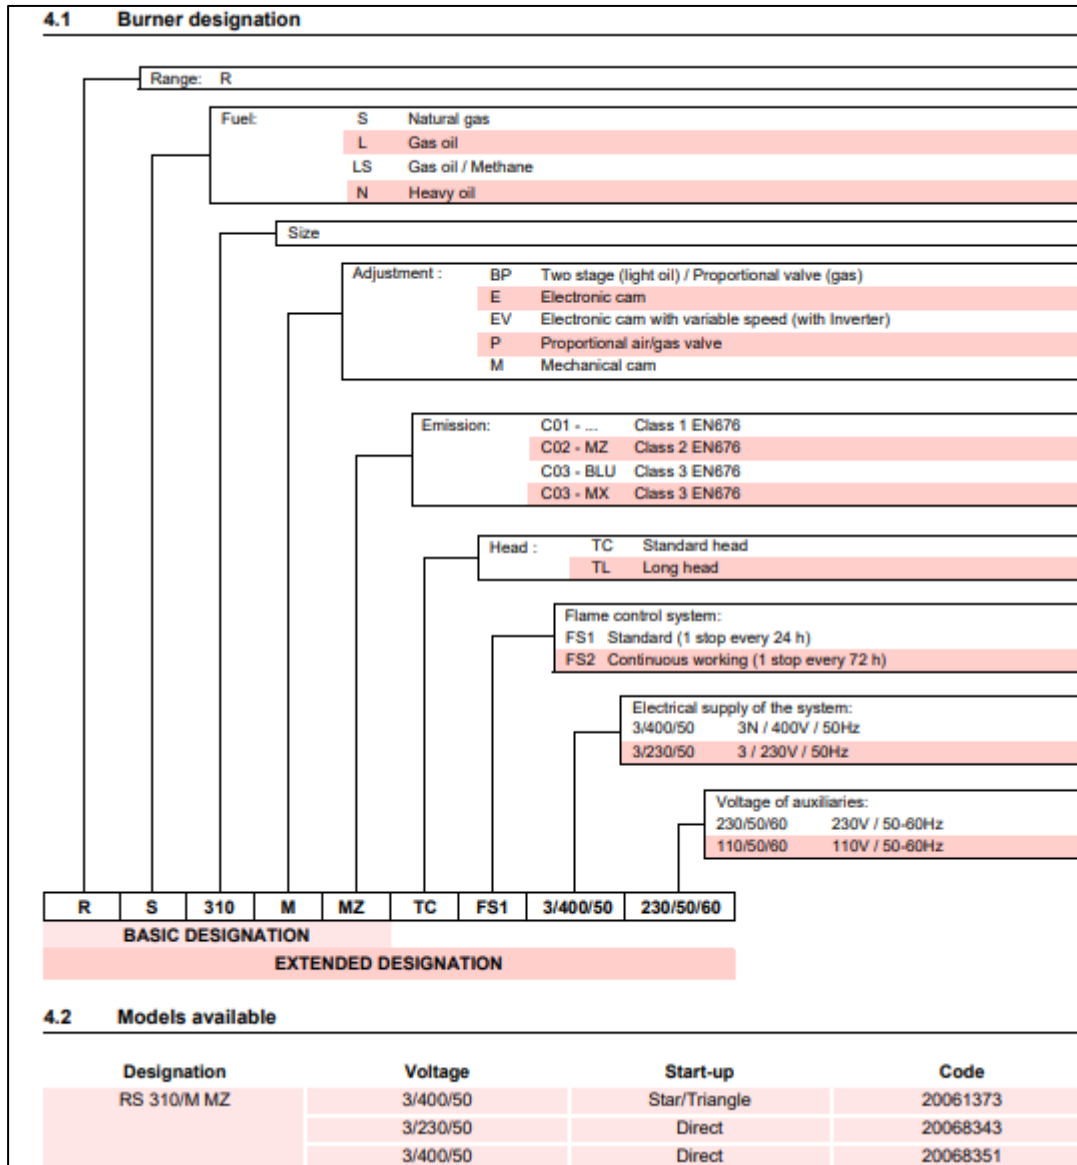 4.1 Burner designation
Range: R
Fuel: S Natural gas
L Gas oil
LS Gas oil / Methane
N Heavy oil
Size
Adjustment : BP Two stage (light oil) / Proportional valve (gas)
E Electronic cam
EV Electronic cam with variable speed (with Inverter)
P Proportional air/gas valve
M Mechanical cam
Emission: C01 - ... Class 1 EN676
C02 - MZ Class 2 EN676
C03 - BLU Class 3 EN676
C03 - MX Class 3 EN676
Head : TC Standard head
TL Long head
Flame control system:
FS1 Standard (1 stop every 24 h)
FS2 Continuous working (1 stop every 72 h)
Electrical supply of the system:
3/400/50 3N / 400V / 50Hz
3/230/50 3 / 230V / 50Hz
Voltage of auxiliaries:
230/50/60 230V / 50-60Hz
110/50/60 110V / 50-60Hz
R S 310 M MZ TC FS1 3/400/50 230/50/60
BASIC DESIGNATION
EXTENDED DESIGNATION
4.2 Models available
Designation Voltage Start-up Code
RS 310/M MZ 3/400/50 Star/Triangle 20061373
3/230/50 Direct 20068343
3/400/50 Direct 20068351